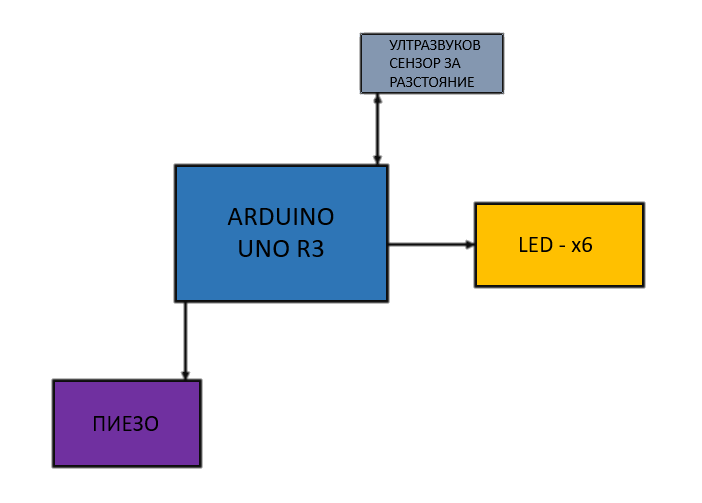 УЛТРАЗВУКОВ
СЕНЗОР ЗА
РАЗСТОЯНИЕ
ARDUINO
UNO R3
LED - x6
ПИЕЗО